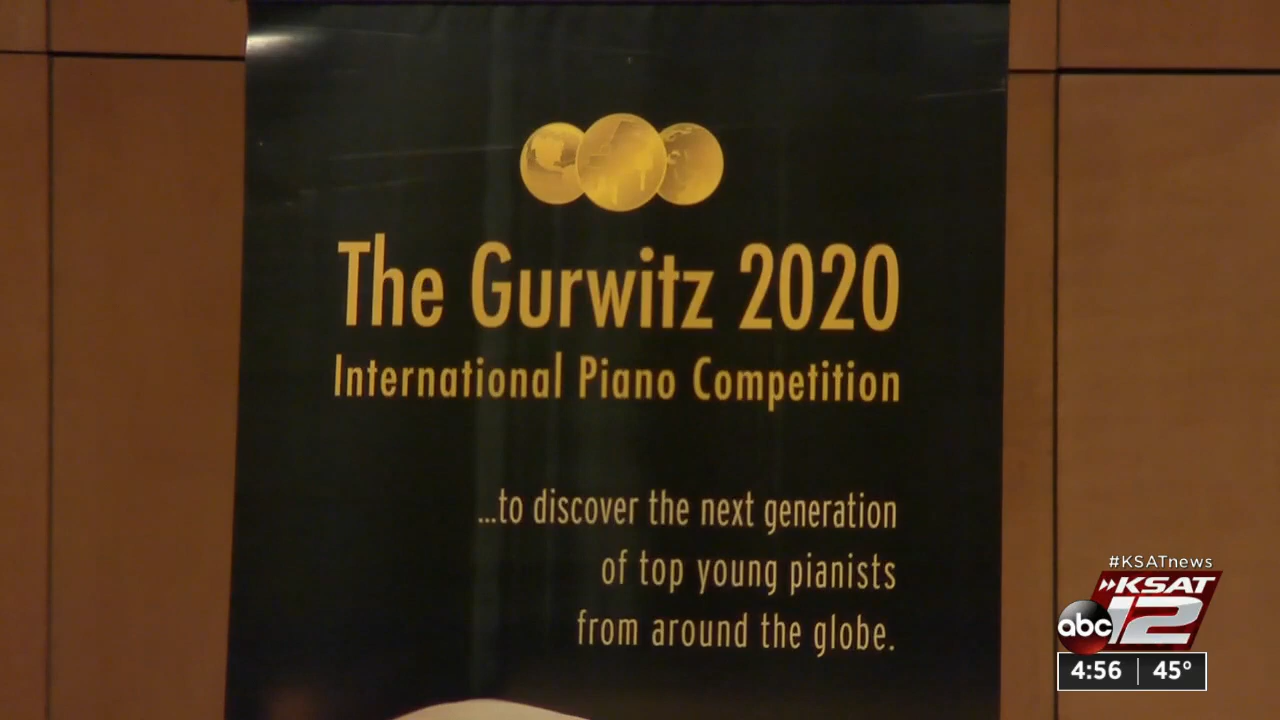 The Gurwitz 2020
International Piano Competition
...to discover the next generation
of top young pianists
from around the globe.
#KSATnews
KSAT
abc 12
4:56 45°